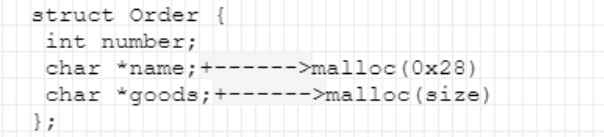 struct Order {
int number;
char *name;+------>malloc(0x28)
char *goods;+------>malloc(size)
};